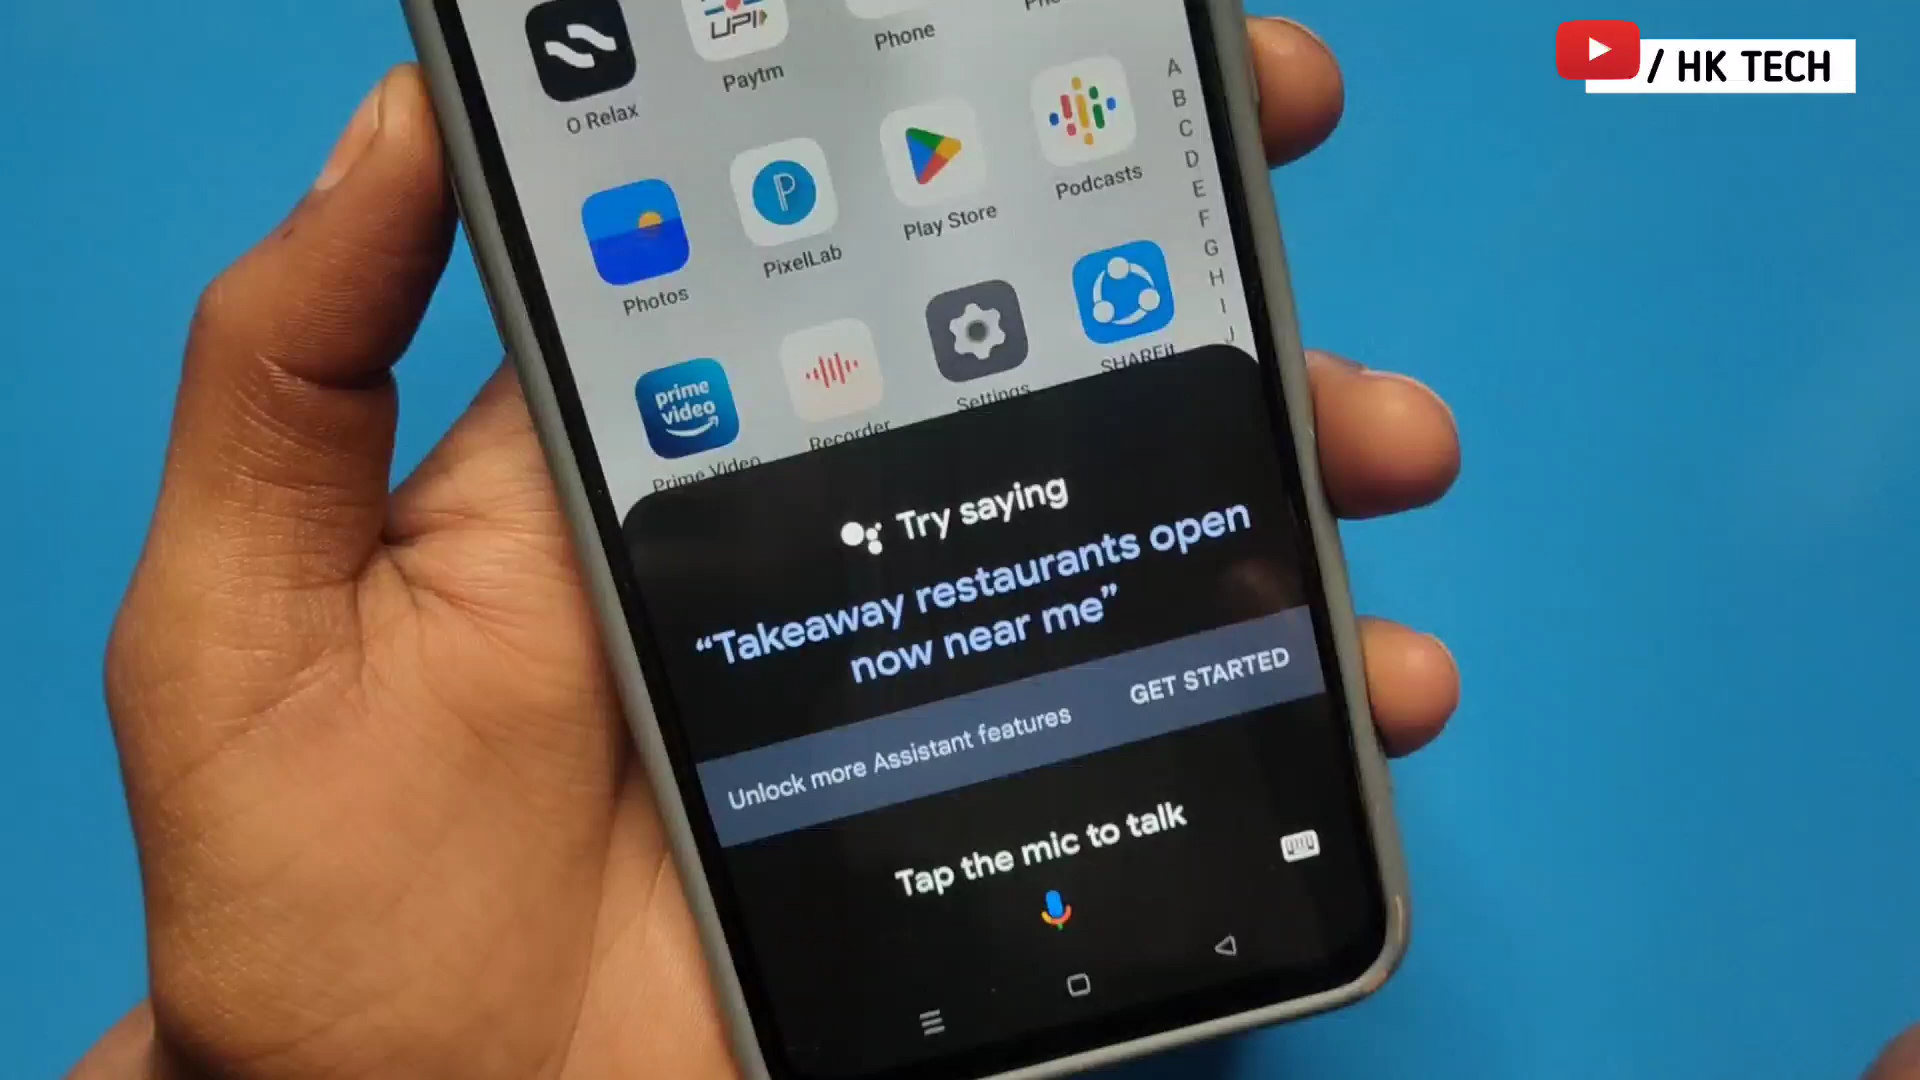 / HK TECH
UPI
Phone
Paytm
O Relax
A
B
C
D
E
F
G
H
I
J
Podcasts
Play Store
PixelLab
Photos
SHAREit
Settings
prime
video
Recorder
Prime Video
Try saying
“Takeaway restaurants open
now near me”
Unlock more Assistant features
GET STARTED
Tap the mic to talk